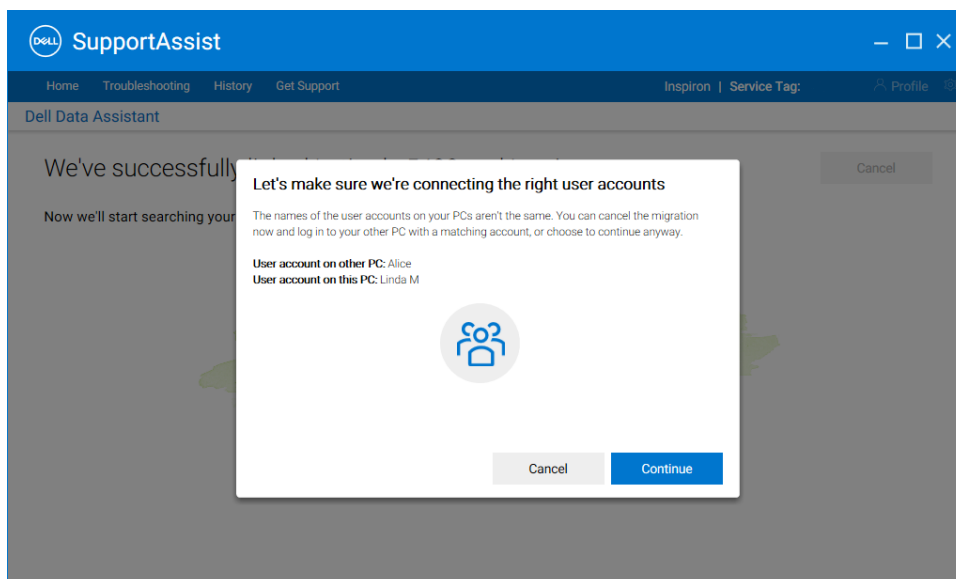 DELL SupportAssist
Home Troubleshooting History Get Support Inspiron | Service Tag: Profile
Dell Data Assistant
We've successfully
Cancel
Now we'll start searching your
Let's make sure we're connecting the right user accounts
The names of the user accounts on your PCs aren't the same. You can cancel the migration
now and log in to your other PC with a matching account, or choose to continue anyway.
User account on other PC: Alice
User account on this PC: Linda M
Cancel Continue